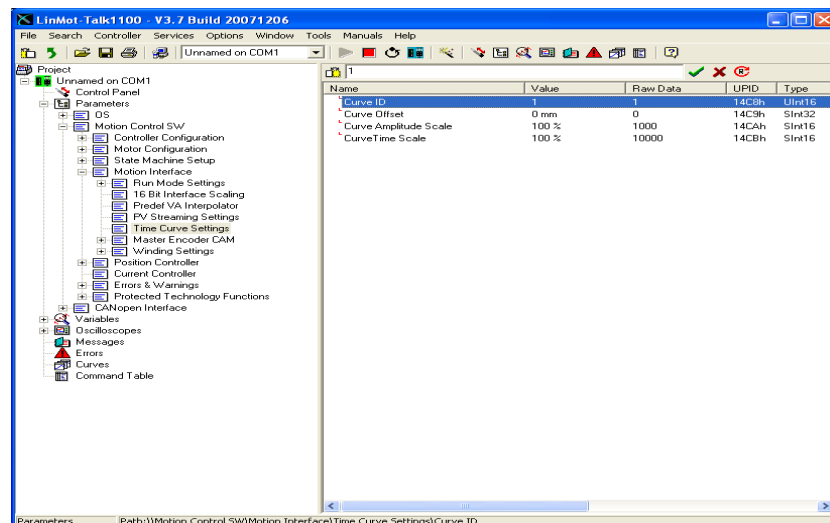 LinMot-Talk1100 - V3.7 Build 20071206
File Search Controller Services Options Window Tools Manuals Help
Unnamed on COM1
Project
Unnamed on COM1
Control Panel
Parameters
OS
Motion Control SW
Controller Configuration
Motor Configuration
State Machine Setup
Motion Interface
Run Mode Settings
16 Bit Interface Scaling
Predef VA Interpolator
PV Streaming Settings
Time Curve Settings
Master Encoder CAM
Winding Settings
Position Controller
Current Controller
Errors & Warnings
Protected Technology Functions
CANopen Interface
Variables
Oscilloscopes
Messages
Errors
Curves
Command Table
1
Name Value Raw Data UPID Type
Curve ID 1 1 14C8h UInt16
Curve Offset 0 mm 0 14C9h SInt32
Curve Amplitude Scale 100 % 1000 14CAh SInt16
CurveTime Scale 100 % 10000 14CBh SInt16
Parameters Path:\\Motion Control SW\Motion Interface\Time Curve Settings\Curve ID